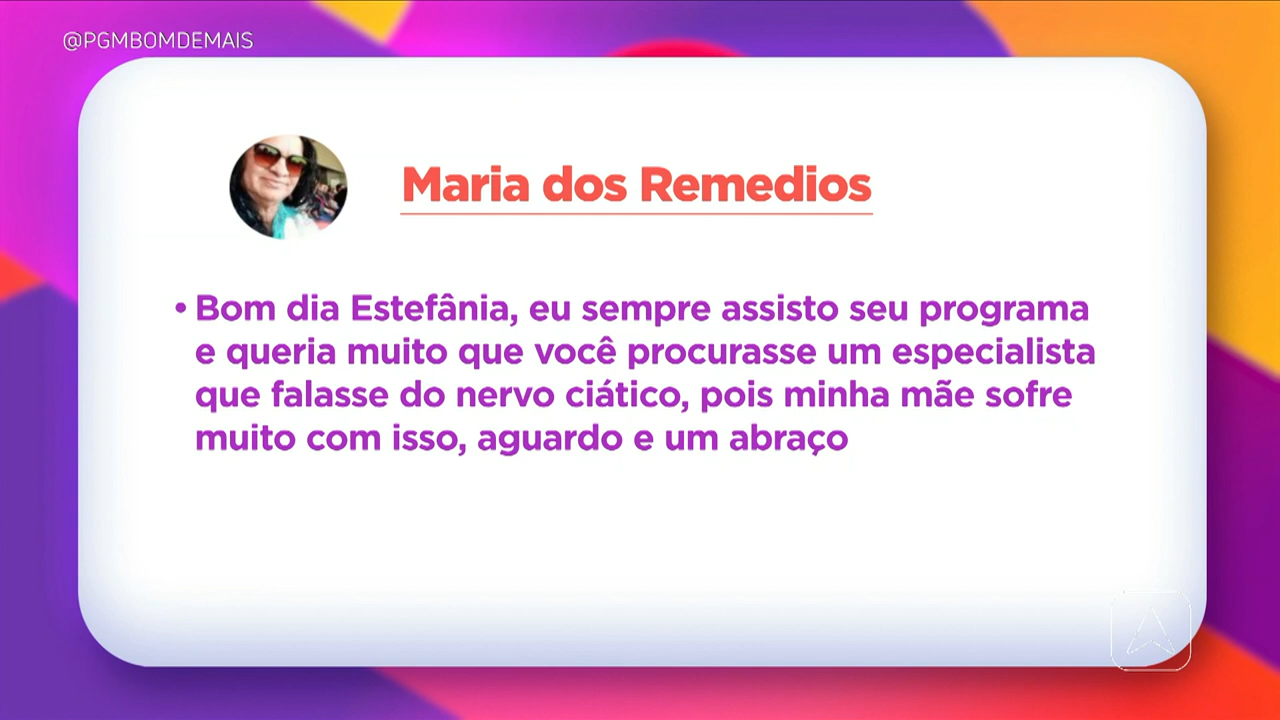 @PGMBOMDEMAIS
Maria dos Remedios
• Bom dia Estefânia, eu sempre assisto seu programa
e queria muito que você procurasse um especialista
que falasse do nervo ciático, pois minha mãe sofre
muito com isso, aguardo e um abraço